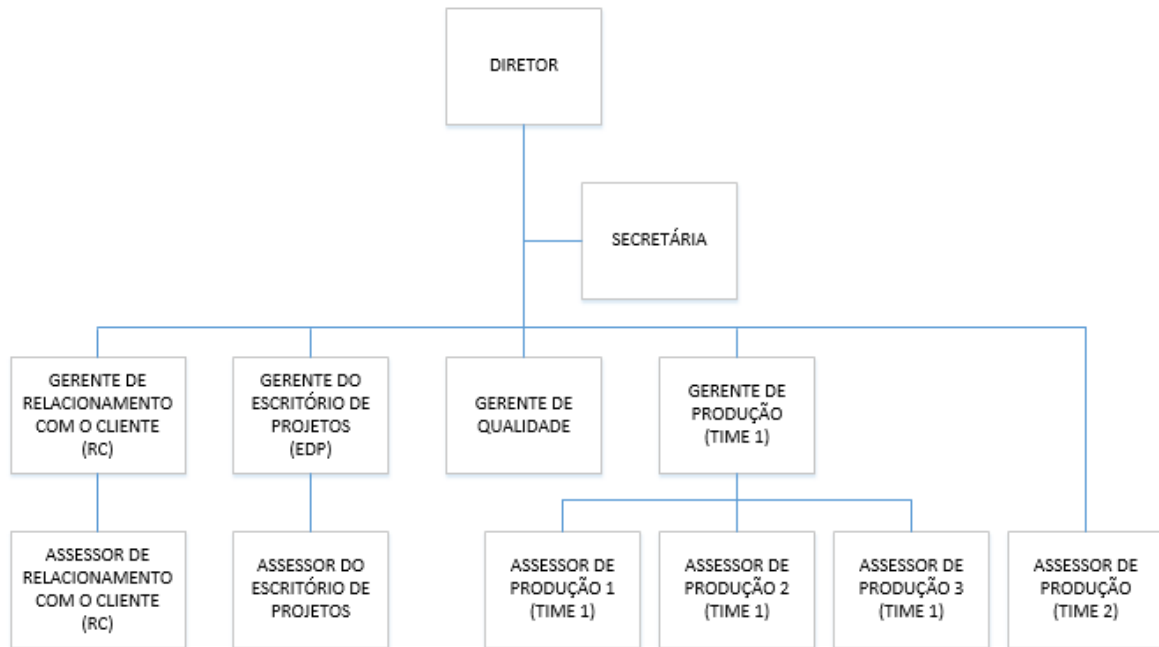 DIRETOR
SECRETÁRIA
GERENTE DE
RELACIONAMENTO
COM O CLIENTE
(RC)
GERENTE DO
ESCRITÓRIO DE
PROJETOS
(EDP)
GERENTE DE
QUALIDADE
GERENTE DE
PRODUÇÃO
(TIME 1)
ASSESSOR DE
RELACIONAMENTO
COM O CLIENTE
(RC)
ASSESSOR DO
ESCRITÓRIO DE
PROJETOS
ASSESSOR DE
PRODUÇÃO 1
(TIME 1)
ASSESSOR DE
PRODUÇÃO 2
(TIME 1)
ASSESSOR DE
PRODUÇÃO 3
(TIME 1)
ASSESSOR DE
PRODUÇÃO
(TIME 2)